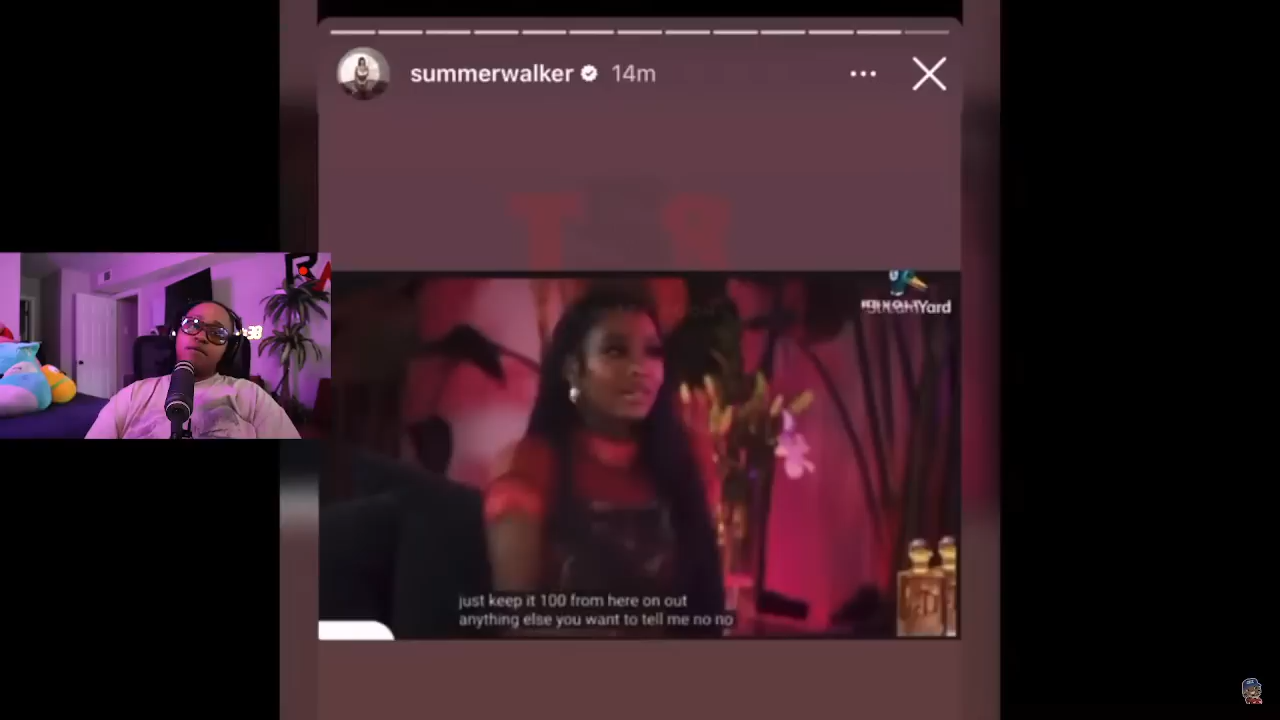 summerwalker 14m
T S R
StreamYard
just keep it 100 from here on out
anything else you want to tell me no no